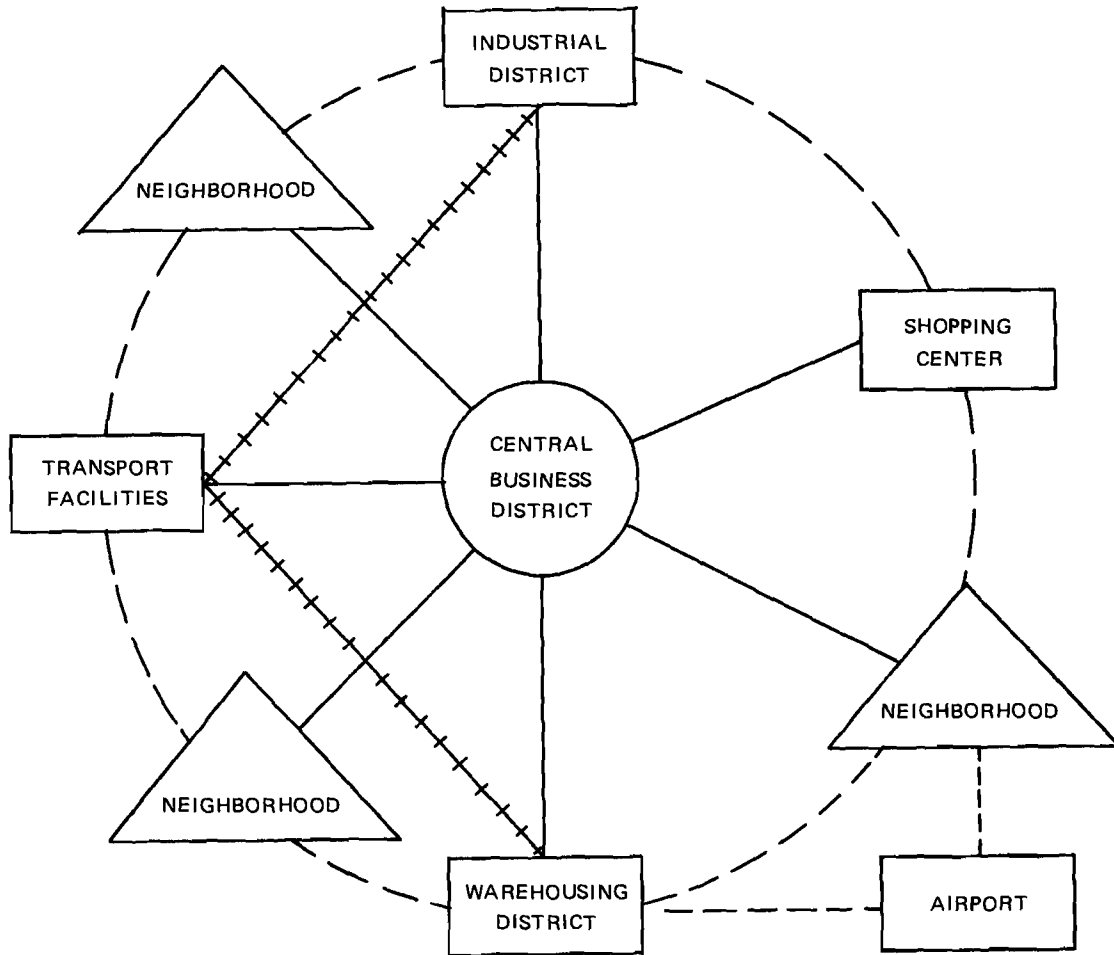 INDUSTRIAL
DISTRICT
NEIGHBORHOOD
SHOPPING
CENTER
CENTRAL
BUSINESS
DISTRICT
TRANSPORT
FACILITIES
NEIGHBORHOOD
NEIGHBORHOOD
WAREHOUSING
DISTRICT
AIRPORT